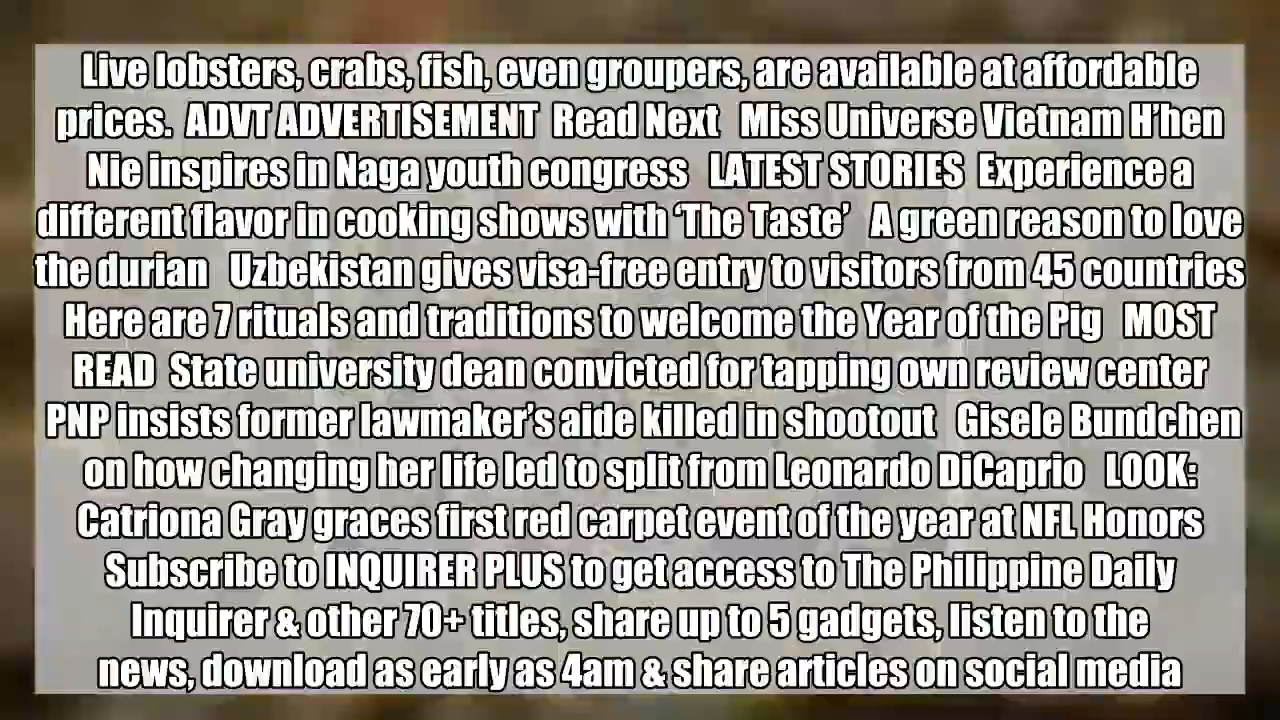 Live lobsters, crabs, fish, even groupers, are available at affordable
prices. ADVT ADVERTISEMENT Read Next Miss Universe Vietnam H’hen
Nie inspires in Naga youth congress LATEST STORIES Experience a
different flavor in cooking shows with ‘The Taste’ A green reason to love
the durian Uzbekistan gives visa-free entry to visitors from 45 countries
Here are 7 rituals and traditions to welcome the Year of the Pig MOST
READ State university dean convicted for tapping own review center
PNP insists former lawmaker’s aide killed in shootout Gisele Bundchen
on how changing her life led to split from Leonardo DiCaprio LOOK:
Catriona Gray graces first red carpet event of the year at NFL Honors
Subscribe to INQUIRER PLUS to get access to The Philippine Daily
Inquirer & other 70+ titles, share up to 5 gadgets, listen to the
news, download as early as 4am & share articles on social media